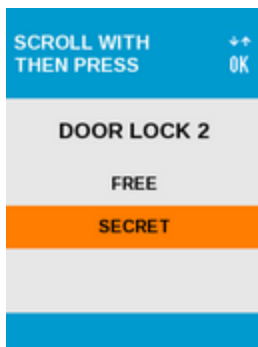 SCROLL WITH ↓↑
THEN PRESS OK
DOOR LOCK 2
FREE
SECRET